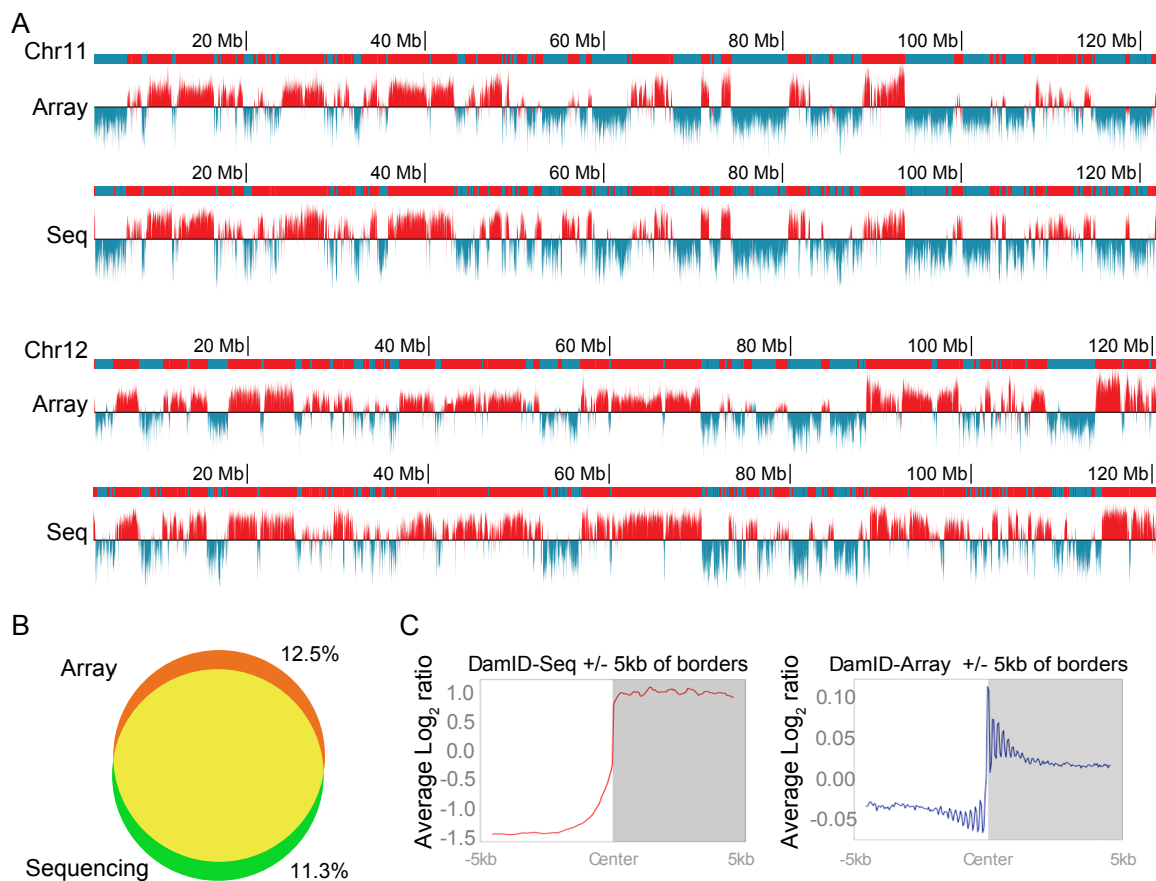 A
20 Mb 40 Mb 60 Mb 80 Mb 100 Mb 120 Mb
Chr11
Array
20 Mb 40 Mb 60 Mb 80 Mb 100 Mb 120 Mb
Seq
20 Mb 40 Mb 60 Mb 80 Mb 100 Mb 120 Mb
Chr12
Array
20 Mb 40 Mb 60 Mb 80 Mb 100 Mb 120 Mb
Seq
B
Array
12.5%
Sequencing
11.3%
C
DamID-Seq +/- 5kb of borders
Average Log2 ratio
1.0
0.5
0.0
-0.5
-1.0
-1.5
-5kb Center 5kb
DamID-Array +/- 5kb of borders
Average Log2 ratio
0.10
0.05
0.00
-0.05
-5kb Center 5kb